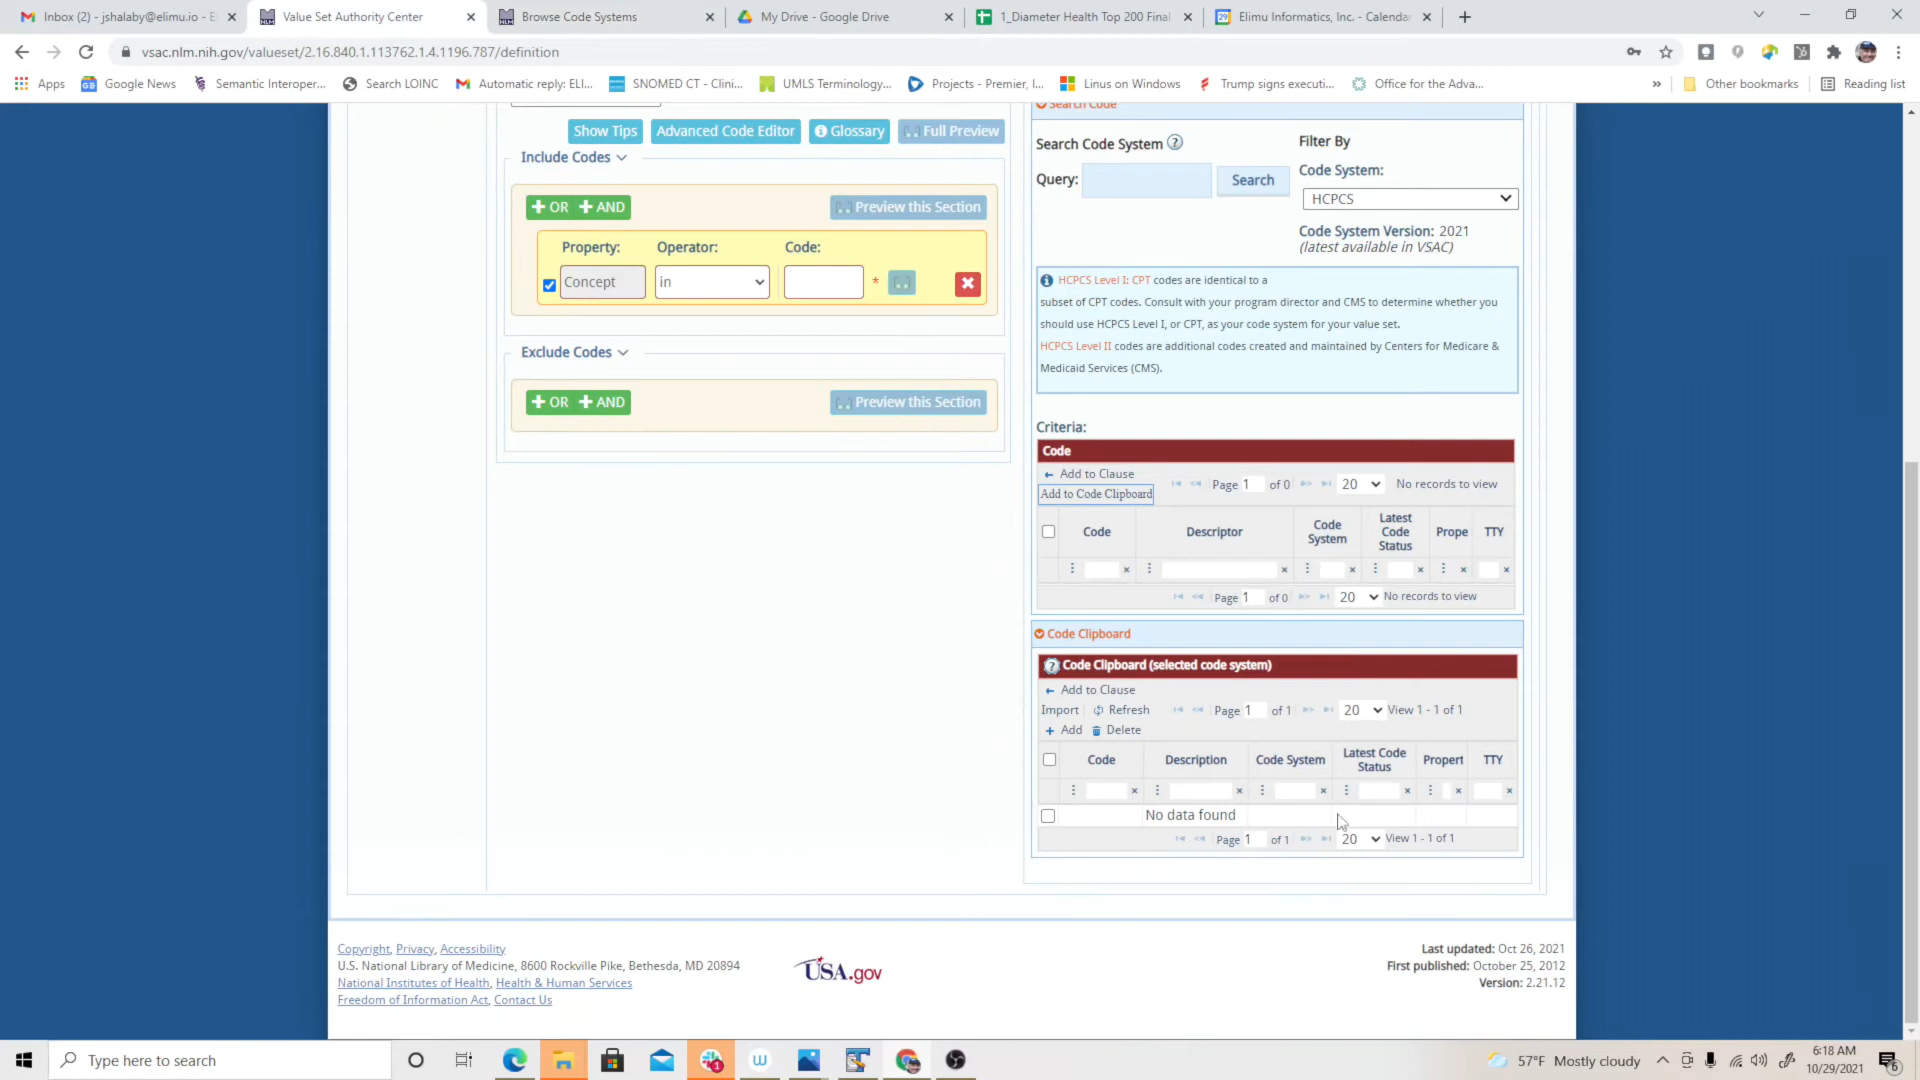 Inbox (2) - jshalaby@elimu.io - E
Value Set Authority Center
Browse Code Systems
My Drive - Google Drive
1_Diameter Health Top 200 Final
Elimu Informatics, Inc. - Calendar
vsac.nlm.nih.gov/valueset/2.16.840.1.113762.1.4.1196.787/definition
Apps
Google News
Semantic Interoper...
Search LOINC
Automatic reply: ELI...
SNOMED CT - Clini...
UMLS Terminology...
Projects - Premier, I...
Linus on Windows
Trump signs executi...
Office for the Adva...
»
Other bookmarks
Reading list
Show Tips
Advanced Code Editor
Glossary
Full Preview
Include Codes
OR AND
Preview this Section
Property: Operator: Code:
Concept in *
Exclude Codes
OR AND
Preview this Section
Search Code
Search Code System
Filter By
Code System:
Query: Search
HCPCS
Code System Version: 2021
(latest available in VSAC)
HCPCS Level I: CPT codes are identical to a
subset of CPT codes. Consult with your program director and CMS to determine whether you
should use HCPCS Level I, or CPT, as your code system for your value set.
HCPCS Level II codes are additional codes created and maintained by Centers for Medicare &
Medicaid Services (CMS).
Criteria:
Code
Add to Clause
Add to Code Clipboard
Page 1 of 0 20 No records to view
Code Descriptor Code System Latest Code Status Prope TTY
Page 1 of 0 20 No records to view
Code Clipboard
Code Clipboard (selected code system)
Add to Clause
Import Refresh Page 1 of 1 20 View 1 - 1 of 1
+ Add Delete
Code Description Code System Latest Code Status Propert TTY
No data found
Page 1 of 1 20 View 1 - 1 of 1
Copyright, Privacy, Accessibility
U.S. National Library of Medicine, 8600 Rockville Pike, Bethesda, MD 20894
National Institutes of Health, Health & Human Services
Freedom of Information Act, Contact Us
USA.gov
Last updated: Oct 26, 2021
First published: October 25, 2012
Version: 2.21.12
Type here to search
57°F Mostly cloudy
6:18 AM
10/29/2021